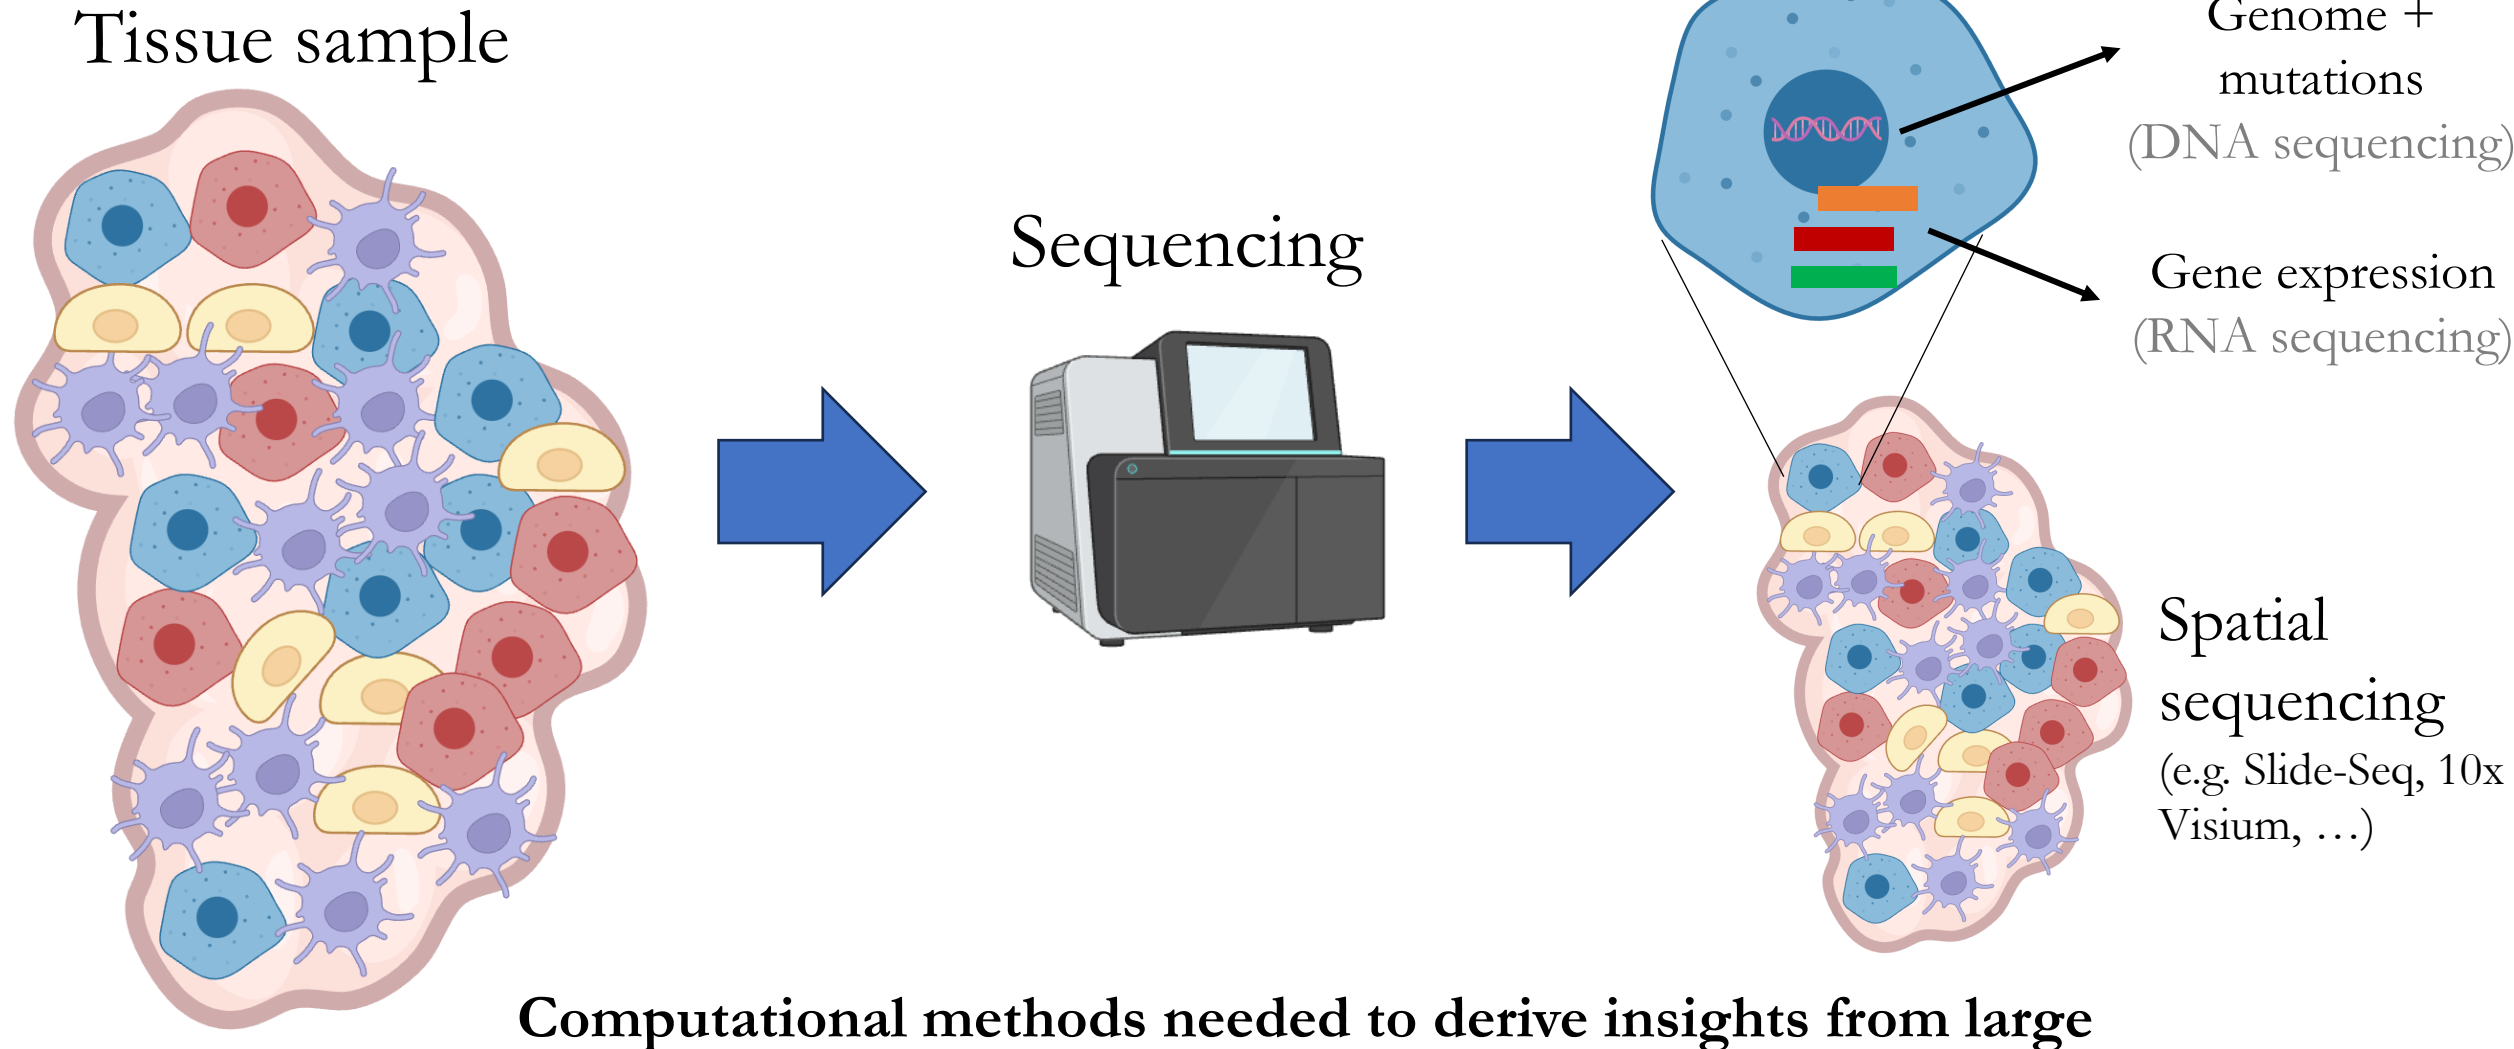 Tissue sample
Sequencing
Genome +
mutations
(DNA sequencing)
Gene expression
(RNA sequencing)
Spatial
sequencing
(e.g. Slide-Seq, 10x
Visium, …)
Computational methods needed to derive insights from large